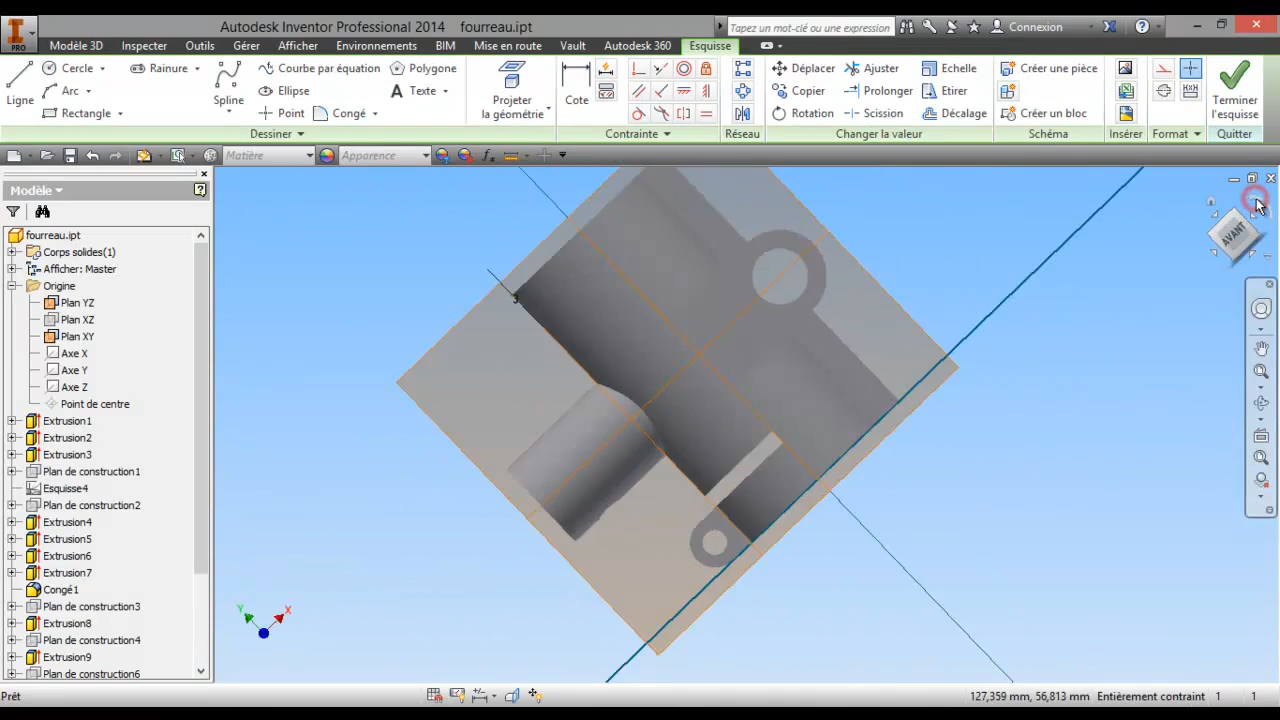 Autodesk Inventor Professional 2014 fourreau.ipt
Tapez un mot-clé ou une expression
Connexion
PRO
Modèle 3D Inspecter Outils Gérer Afficher Environnements BIM Mise en route Vault Autodesk 360 Esquisse
Ligne
Cercle
Arc
Rectangle
Rainure
Spline
Courbe par équation
Ellipse
Point
Congé
Polygone
Texte
Projeter
la géométrie
Cote
Déplacer
Copier
Rotation
Ajuster
Prolonger
Scission
Echelle
Etirer
Décalage
Créer une pièce
Créer un bloc
Terminer
l'esquisse
Dessiner Contrainte Réseau Changer la valeur Schéma Insérer Format Quitter
Matière Apparence
Modèle
fourreau.ipt
Corps solides(1)
Afficher: Master
Origine
Plan YZ
Plan XZ
Plan XY
Axe X
Axe Y
Axe Z
Point de centre
Extrusion1
Extrusion2
Extrusion3
Plan de construction1
Esquisse4
Plan de construction2
Extrusion4
Extrusion5
Extrusion6
Extrusion7
Congé1
Plan de construction3
Extrusion8
Plan de construction4
Extrusion9
Plan de construction6
AVANT
Y X
Prêt
127,359 mm, 56,813 mm Entièrement contraint 1 1